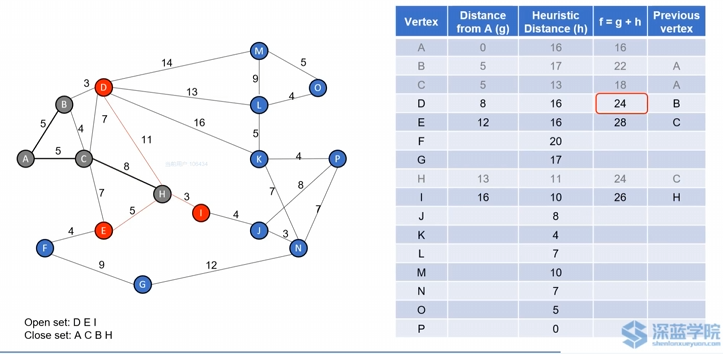 M
14
17
5
3
D
9
O
13
B
L
4
5
4
7
16
11
5
A
5
C
8
K
4
P
H
3
7
8
7
7
5
I
4
J
3
N
4
E
F
9
12
G
Open set: D E I
Close set: A C B H
Vertex Distance from A (g) Heuristic Distance (h) f = g + h Previous vertex
A 0 16 16
B 5 17 22 A
C 5 13 18 A
D 8 16 24 B
E 12 16 28 C
F 20
G 17
H 13 11 24 C
I 16 10 26 H
J 8
K 4
L 7
M 10
N 7
O 5
P 0
深蓝学院